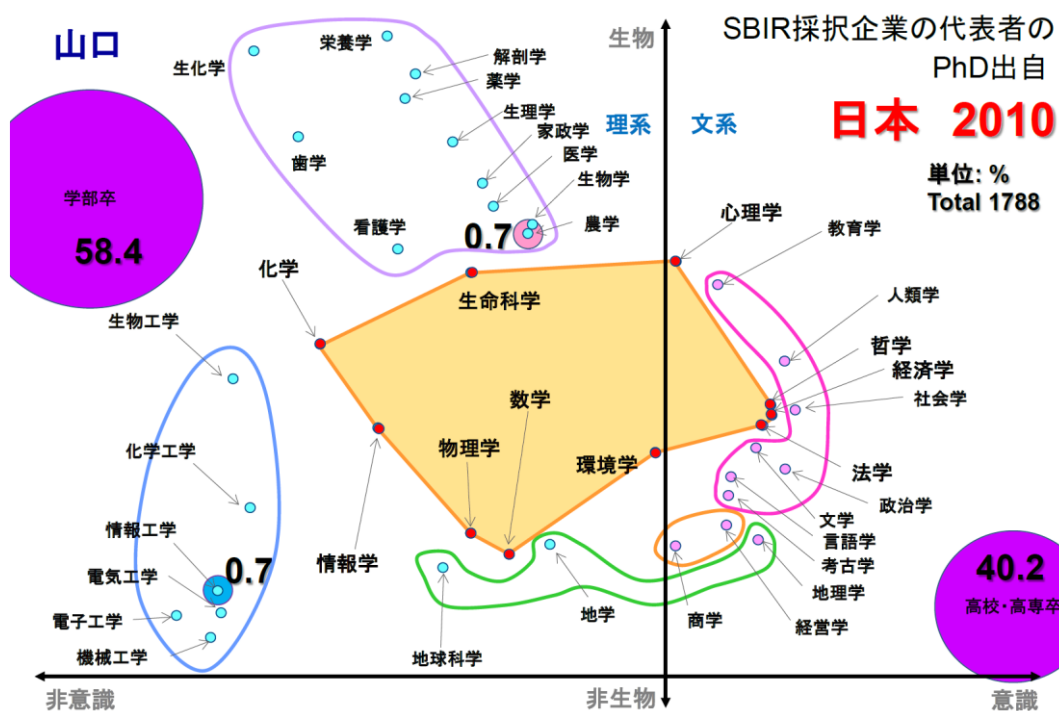 山口
SBIR採択企業の代表者の
PhD出自
日本 2010
単位: %
Total 1788
生物
理系
文系
栄養学
生化学
解剖学
薬学
生理学
家政学
歯学
医学
生物学
看護学
0.7
農学
学部卒
58.4
心理学
教育学
化学
生命科学
人類学
生物工学
哲学
経済学
数学
社会学
物理学
環境学
化学工学
法学
政治学
情報工学
情報学
文学
言語学
電気工学
0.7
考古学
40.2
高校・高専卒
地理学
電子工学
地学
商学
経営学
機械工学
地球科学
非意識
非生物
意識